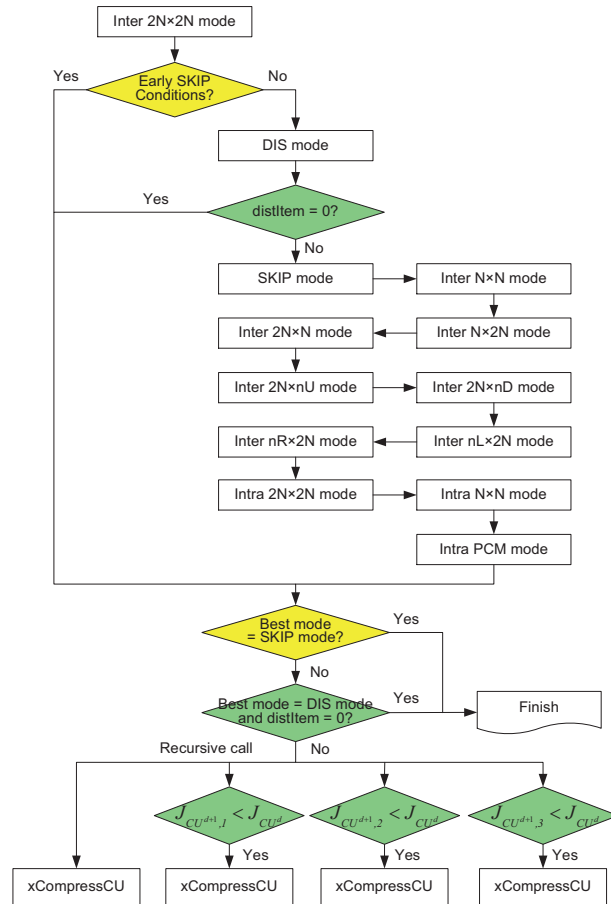 Inter 2N×2N mode
Yes
Early SKIP
Conditions?
No
DIS mode
Yes
distItem = 0?
No
SKIP mode
Inter N×N mode
Inter 2N×N mode
Inter N×2N mode
Inter 2N×nU mode
Inter 2N×nD mode
Inter nR×2N mode
Inter nL×2N mode
Intra 2N×2N mode
Intra N×N mode
Intra PCM mode
Best mode
= SKIP mode?
Yes
No
Best mode = DIS mode
and distItem = 0?
Yes
Finish
Recursive call
No
J_{CU^{d+1},1} < J_{CU^d}
J_{CU^{d+1},2} < J_{CU^d}
J_{CU^{d+1},3} < J_{CU^d}
Yes
Yes
Yes
xCompressCU
xCompressCU
xCompressCU
xCompressCU